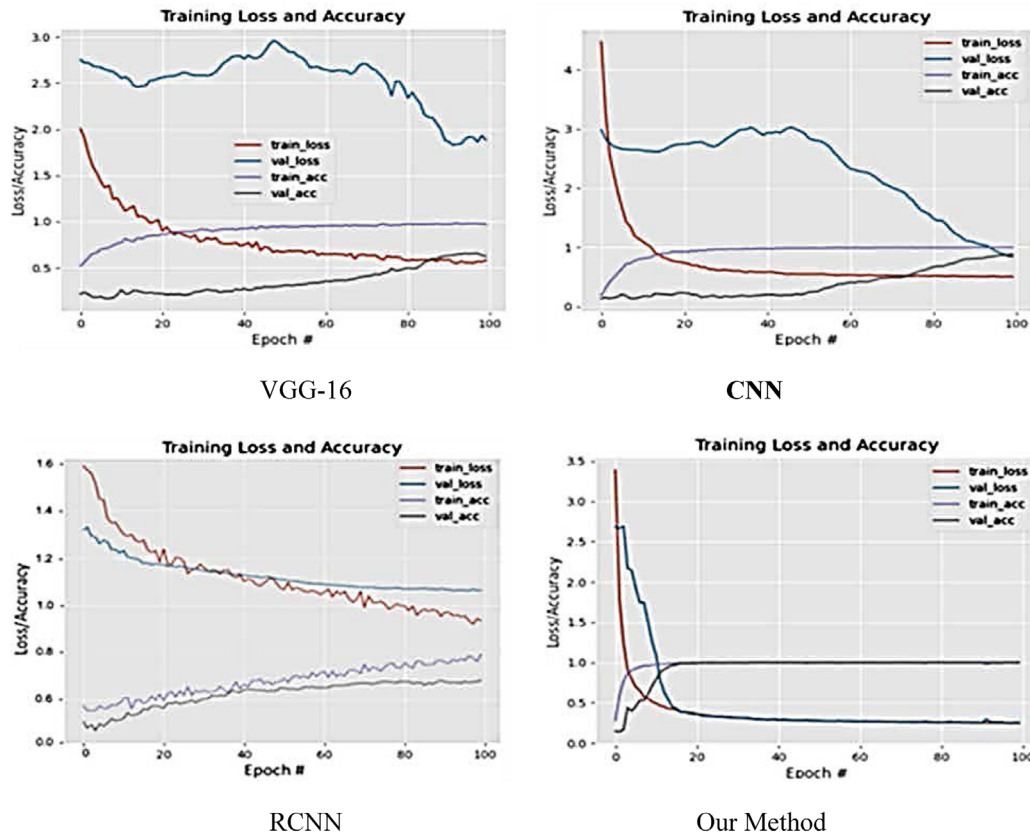 Training Loss and Accuracy
3.0
2.5
2.0
1.5
1.0
0.5
Loss/Accuracy
train_loss
val_loss
train_acc
val_acc
0 20 40 60 80 100
Epoch #
VGG-16
Training Loss and Accuracy
4
3
2
1
0
Loss/Accuracy
train_loss
val_loss
train_acc
val_acc
0 20 40 60 80 100
Epoch #
CNN
Training Loss and Accuracy
1.6
1.4
1.2
1.0
0.8
0.6
0.0
Loss/Accuracy
train_loss
val_loss
train_acc
val_acc
0 20 40 60 80 100
Epoch #
RCNN
Training Loss and Accuracy
3.5
3.0
2.5
2.0
1.5
1.0
0.5
0.0
Loss/Accuracy
train_loss
val_loss
train_acc
val_acc
0 20 40 60 80 100
Epoch #
Our Method